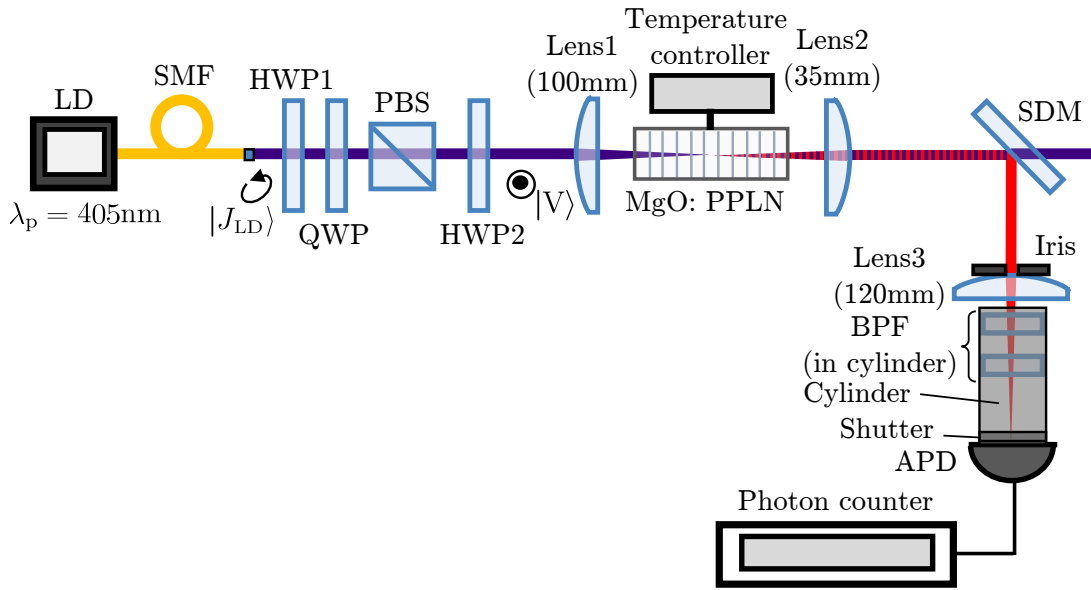 LD
SMF
HWP1
PBS
Lens1
(100mm)
Temperature
controller
Lens2
(35mm)
SDM
λp = 405nm
|J_LD⟩
QWP
HWP2
|V⟩
MgO: PPLN
Iris
Lens3
(120mm)
BPF
(in cylinder)
Cylinder
Shutter
APD
Photon counter